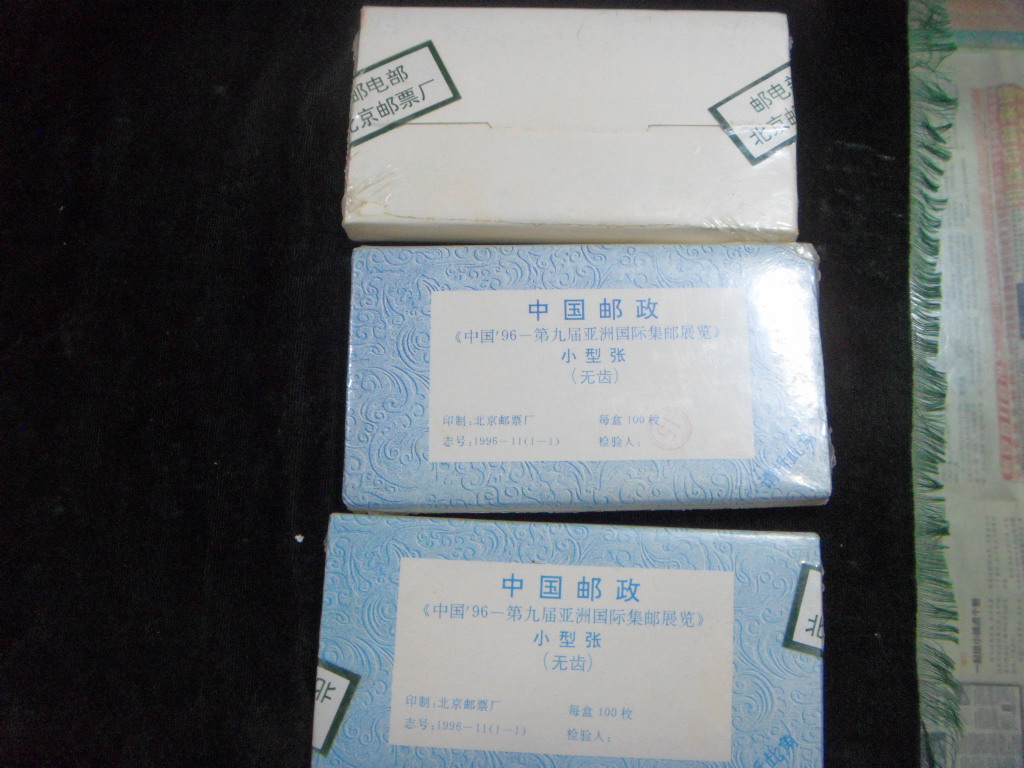 邮电部
北京邮票厂
邮电部
北京邮
中国邮政
《中国'96－第九届亚洲国际集邮展览》
小型张
(无齿)
印制:北京邮票厂
每盒100枚
志号:1996－11(1－1)
检验人:
15
中国邮政
《中国'96－第九届亚洲国际集邮展览》
小型张
(无齿)
印制:北京邮票厂
每盒100枚
志号:1996－11(1－1)
检验人:
北
北